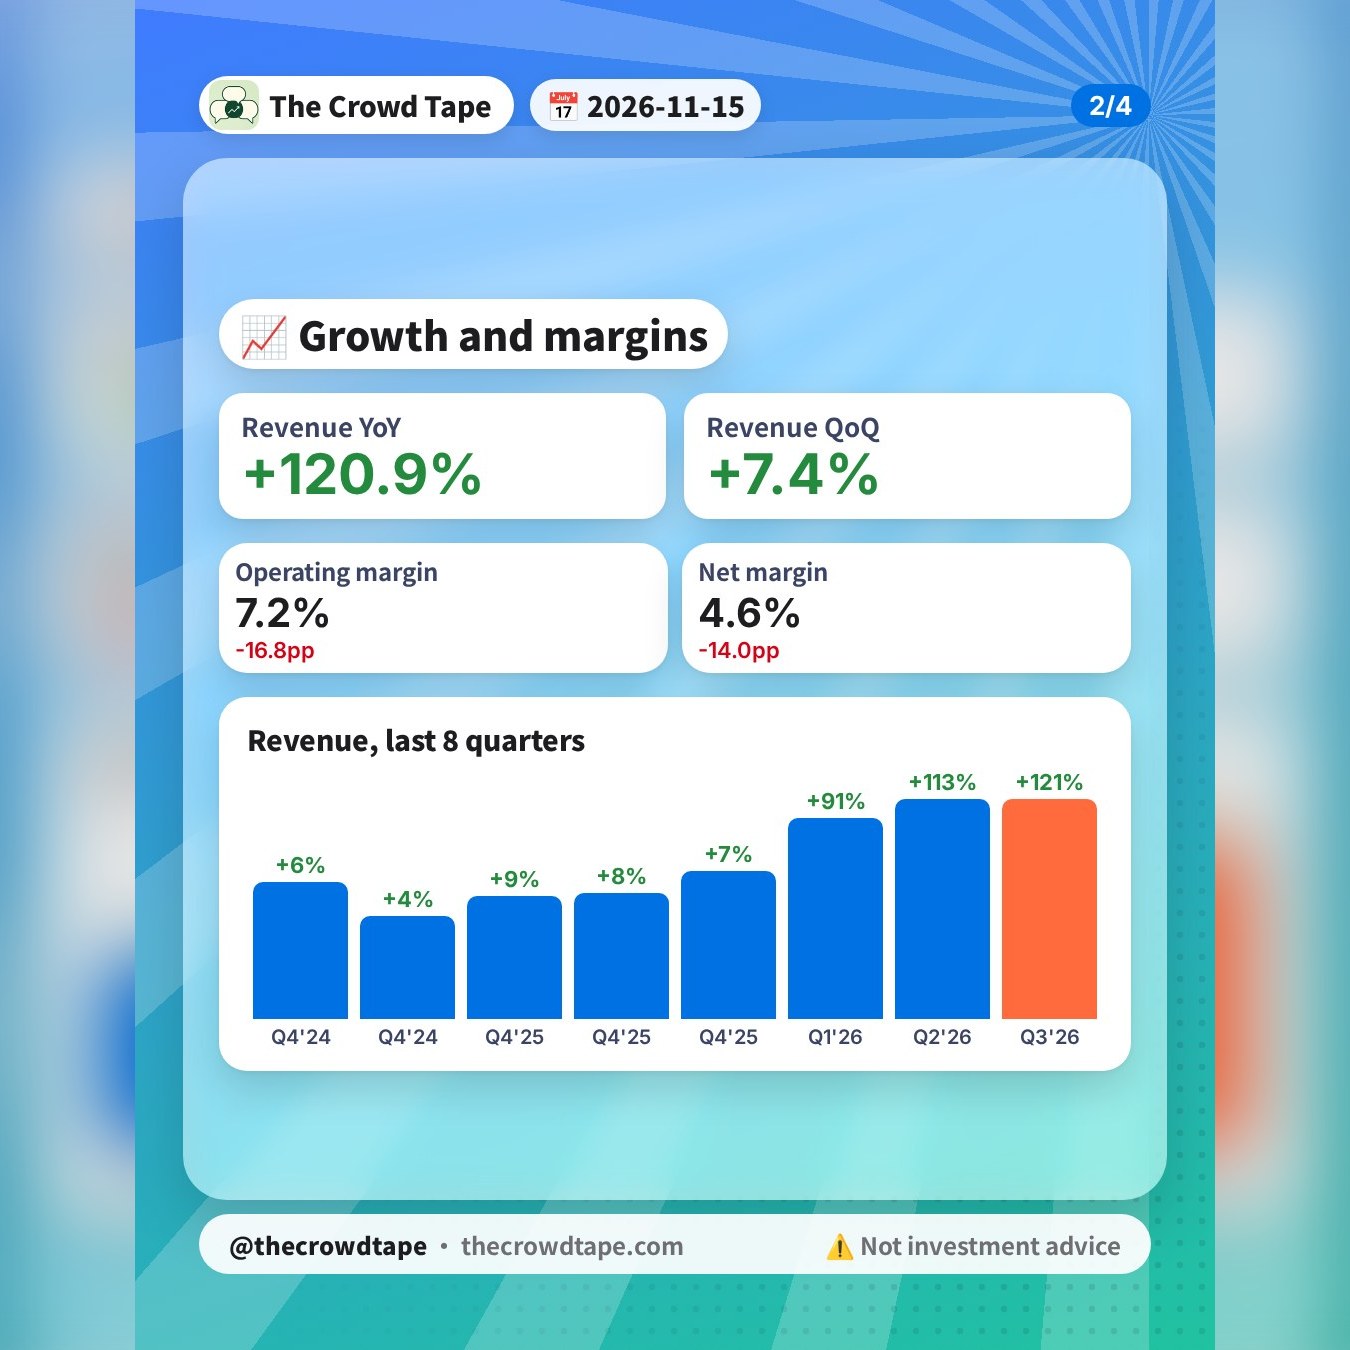 The Crowd Tape
July
17
2026-11-15
2/4
Growth and margins
Revenue YoY
+120.9%
Revenue QoQ
+7.4%
Operating margin
7.2%
-16.8pp
Net margin
4.6%
-14.0pp
Revenue, last 8 quarters
+6%
+4%
+9%
+8%
+7%
+91%
+113%
+121%
Q4'24
Q4'24
Q4'25
Q4'25
Q4'25
Q1'26
Q2'26
Q3'26
@thecrowdtape • thecrowdtape.com
Not investment advice